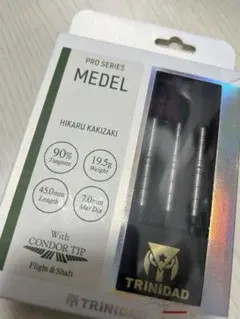 PRO SERIES
MEDEL
HIKARU KAKIZAKI
90%
Tungsten
19.5g
Weight
45.0mm
Length
7.0mm
Max Dia
With
CONDOR TIP
Flight & Shaft
TRINIDAD
TRINIDAD